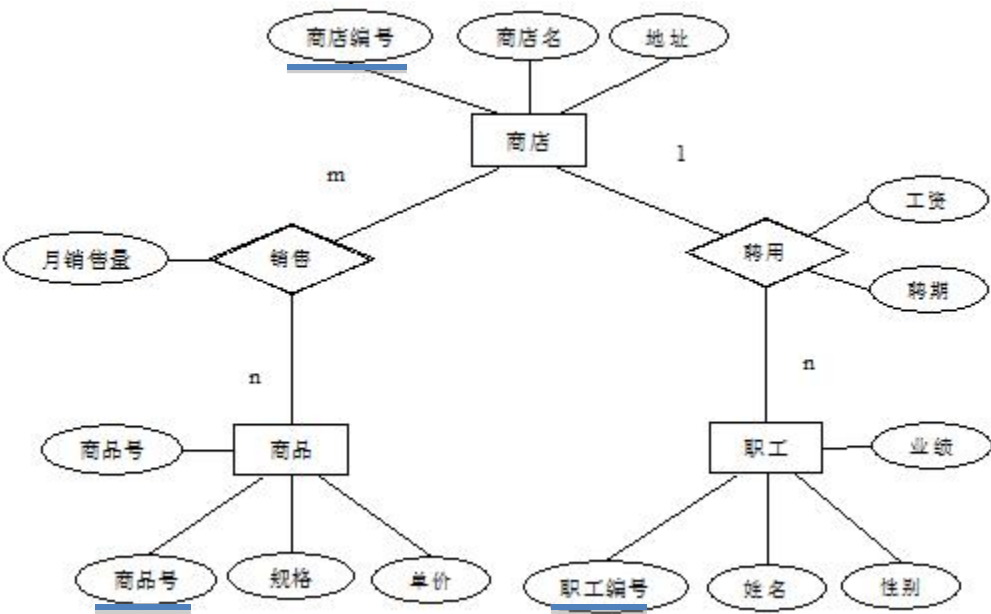 商店编号 商店名 地址
商店
m 1
工资
月销售量 销售 聘用
聘期
n n
商品号 商品 职工 业绩
商品号 规格 单价 职工编号 姓名 性别